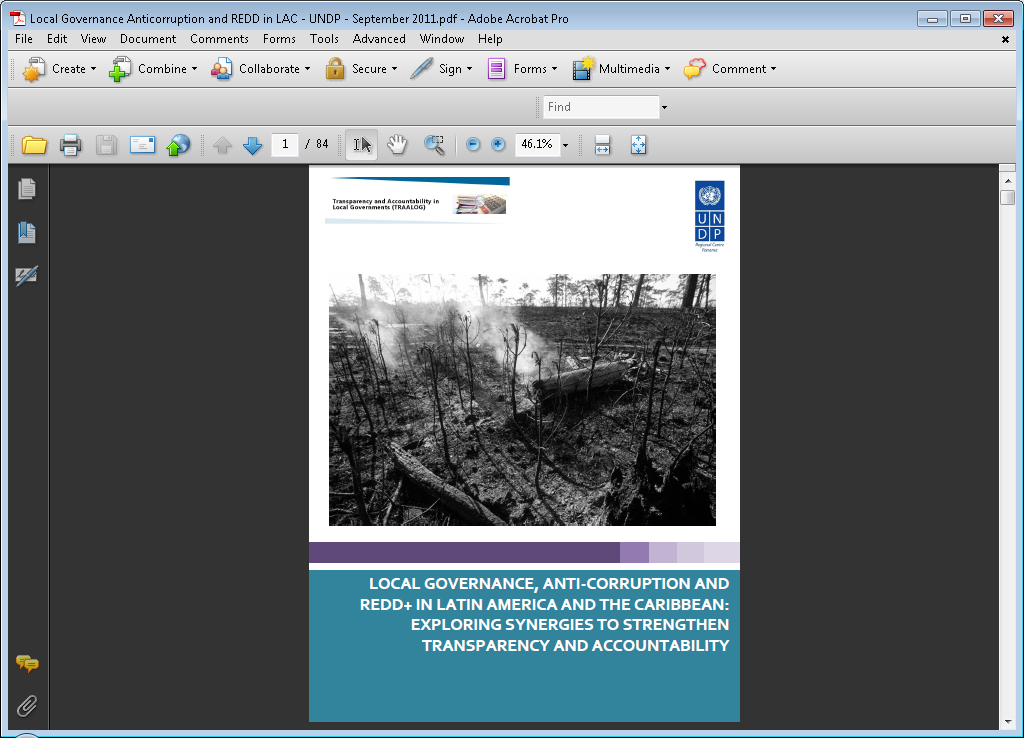 Local Governance Anticorruption and REDD in LAC - UNDP - September 2011.pdf - Adobe Acrobat Pro
File Edit View Document Comments Forms Tools Advanced Window Help
Create Combine Collaborate Secure Sign Forms Multimedia Comment
Find
1 / 84 46.1%
Transparency and Accountability in
Local Governments (TRAALOG)
U N
D P
Regional Centre
Panama
LOCAL GOVERNANCE, ANTI-CORRUPTION AND
REDD+ IN LATIN AMERICA AND THE CARIBBEAN:
EXPLORING SYNERGIES TO STRENGTHEN
TRANSPARENCY AND ACCOUNTABILITY